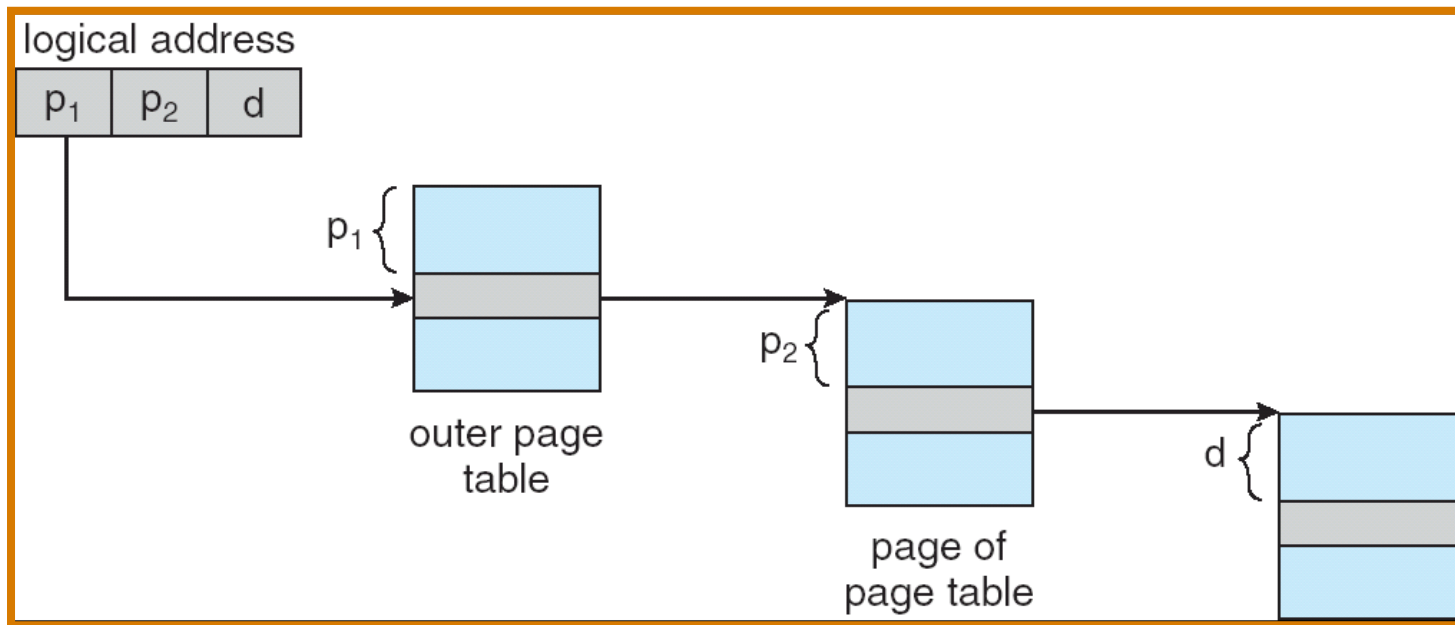 logical address
p₁ p₂ d
p₁
outer page
table
p₂
page of
page table
d